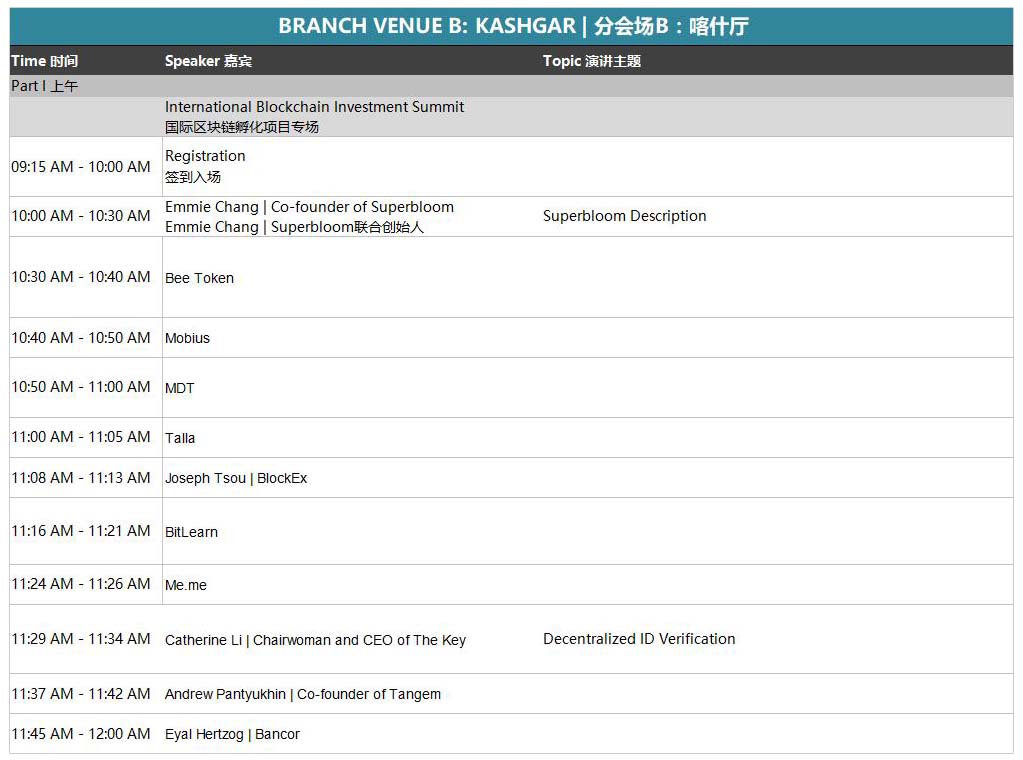 BRANCH VENUE B: KASHGAR | 分会场B：喀什厅
Time 时间 Speaker 嘉宾 Topic 演讲主题
Part I 上午
International Blockchain Investment Summit
国际区块链孵化项目专场
09:15 AM - 10:00 AM Registration
签到入场
10:00 AM - 10:30 AM Emmie Chang | Co-founder of Superbloom Superbloom Description
Emmie Chang | Superbloom联合创始人
10:30 AM - 10:40 AM Bee Token
10:40 AM - 10:50 AM Mobius
10:50 AM - 11:00 AM MDT
11:00 AM - 11:05 AM Talla
11:08 AM - 11:13 AM Joseph Tsou | BlockEx
11:16 AM - 11:21 AM BitLearn
11:24 AM - 11:26 AM Me.me
11:29 AM - 11:34 AM Catherine Li | Chairwoman and CEO of The Key Decentralized ID Verification
11:37 AM - 11:42 AM Andrew Pantyukhin | Co-founder of Tangem
11:45 AM - 12:00 AM Eyal Hertzog | Bancor